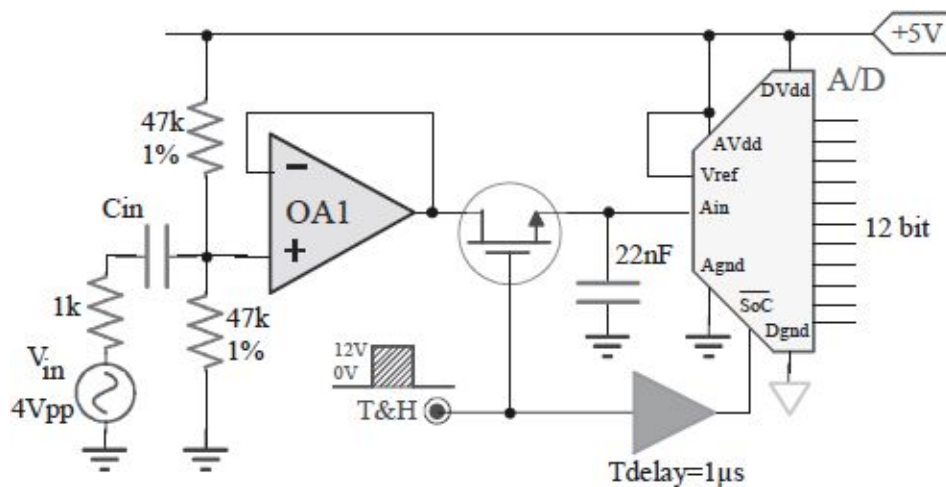 +5V
A/D
DVdd
47k
1%
AVdd
Vref
Cin
OA1
Ain
12 bit
22nF
Agnd
1k
47k
1%
SoC
Dgnd
Vin
4Vpp
12V
0V
T&H
Tdelay=1µs